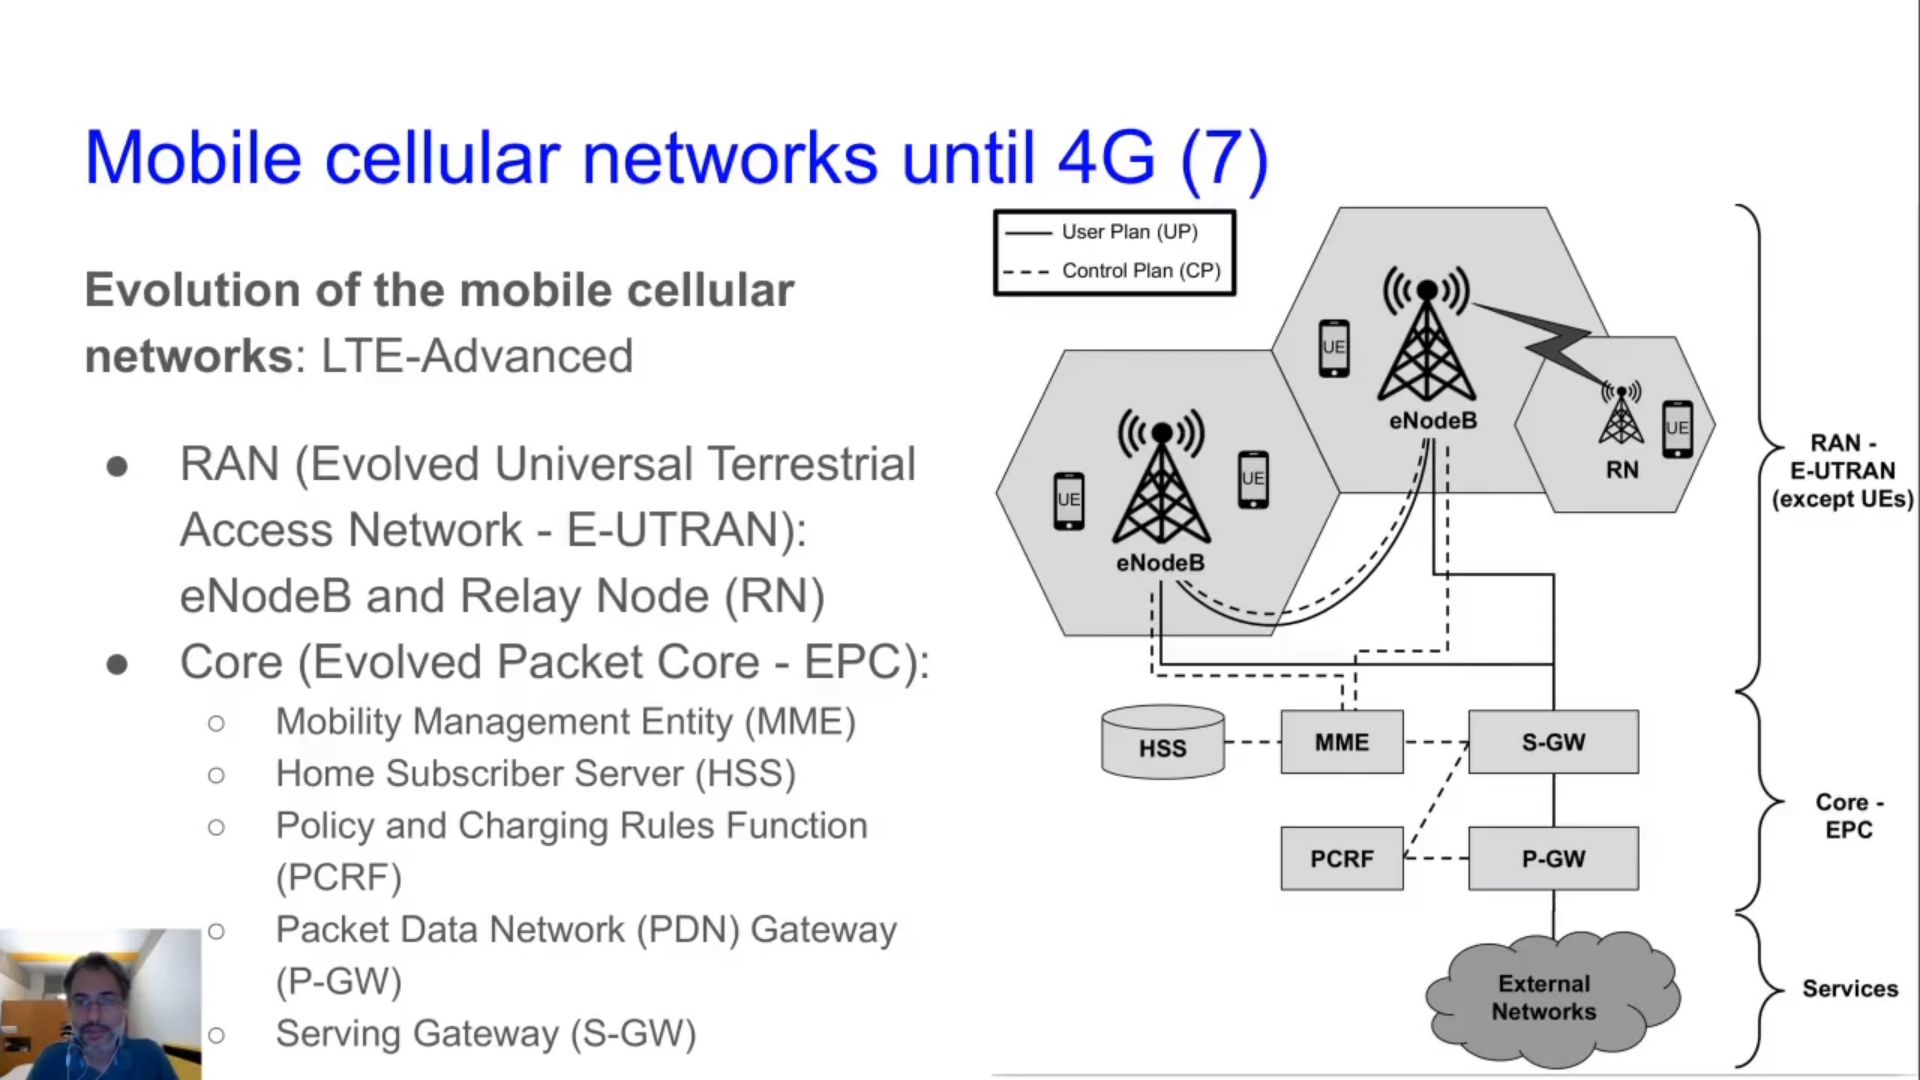 Mobile cellular networks until 4G (7)
Evolution of the mobile cellular
networks: LTE-Advanced
● RAN (Evolved Universal Terrestrial
Access Network - E-UTRAN):
eNodeB and Relay Node (RN)
● Core (Evolved Packet Core - EPC):
○ Mobility Management Entity (MME)
○ Home Subscriber Server (HSS)
○ Policy and Charging Rules Function
(PCRF)
○ Packet Data Network (PDN) Gateway
(P-GW)
○ Serving Gateway (S-GW)
User Plan (UP)
Control Plan (CP)
UE
eNodeB
UE
RN
UE
UE
eNodeB
RAN -
E-UTRAN
(except UEs)
HSS
MME
S-GW
PCRF
P-GW
Core -
EPC
External
Networks
Services